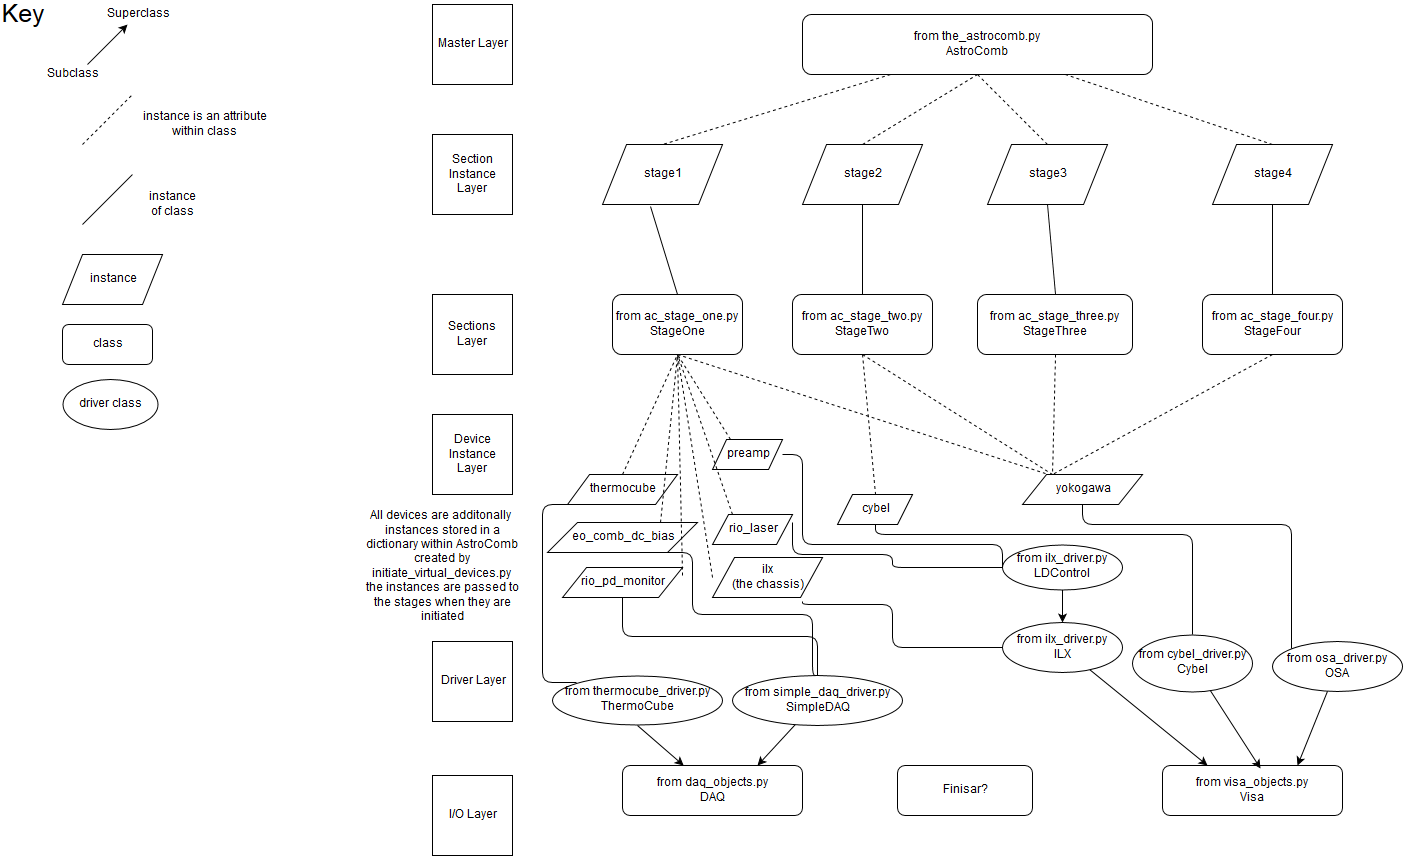 Key
Superclass
Subclass
instance is an attribute
within class
instance
of class
instance
class
driver class
Master Layer
Section
Instance
Layer
Sections
Layer
Device
Instance
Layer
All devices are additonally
instances stored in a
dictionary within AstroComb
created by
initiate_virtual_devices.py
the instances are passed to
the stages when they are
initiated
Driver Layer
I/O Layer
from the_astrocomb.py
AstroComb
stage1
stage2
stage3
stage4
from ac_stage_one.py
StageOne
from ac_stage_two.py
StageTwo
from ac_stage_three.py
StageThree
from ac_stage_four.py
StageFour
preamp
thermocube
yokogawa
cybel
eo_comb_dc_bias
rio_laser
rio_pd_monitor
ilx
(the chassis)
from ilx_driver.py
LDControl
from ilx_driver.py
ILX
from cybel_driver.py
Cybel
from osa_driver.py
OSA
from thermocube_driver.py
ThermoCube
from simple_daq_driver.py
SimpleDAQ
from daq_objects.py
DAQ
Finisar?
from visa_objects.py
Visa